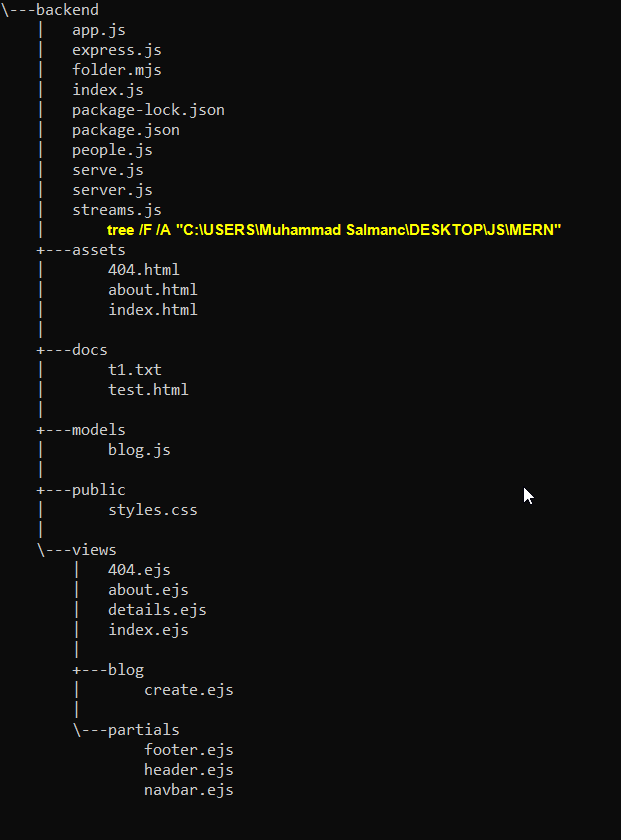 \---backend
    |   app.js
    |   express.js
    |   folder.mjs
    |   index.js
    |   package-lock.json
    |   package.json
    |   people.js
    |   serve.js
    |   server.js
    |   streams.js
    |       tree /F /A "C:\USERS\Muhammad Salmanc\DESKTOP\JS\MERN"
    +---assets
    |       404.html
    |       about.html
    |       index.html
    |
    +---docs
    |       t1.txt
    |       test.html
    |
    +---models
    |       blog.js
    |
    +---public
    |       styles.css
    |
    \---views
        |   404.ejs
        |   about.ejs
        |   details.ejs
        |   index.ejs
        |
        +---blog
        |       create.ejs
        |
        \---partials
                footer.ejs
                header.ejs
                navbar.ejs